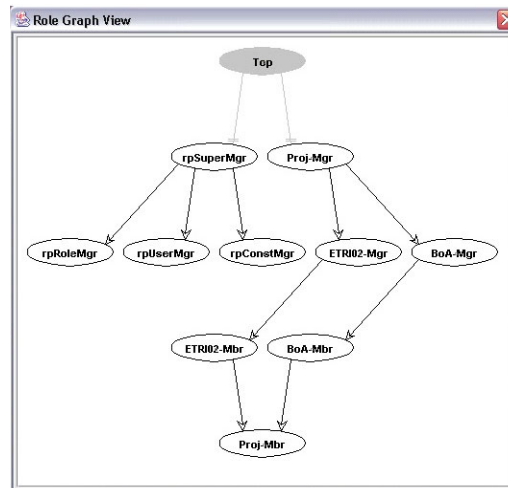 Role Graph View
Top
rpSuperMgr
Proj-Mgr
rpRoleMgr
rpUserMgr
rpConstMgr
ETRI02-Mgr
BoA-Mgr
ETRI02-Mbr
BoA-Mbr
Proj-Mbr